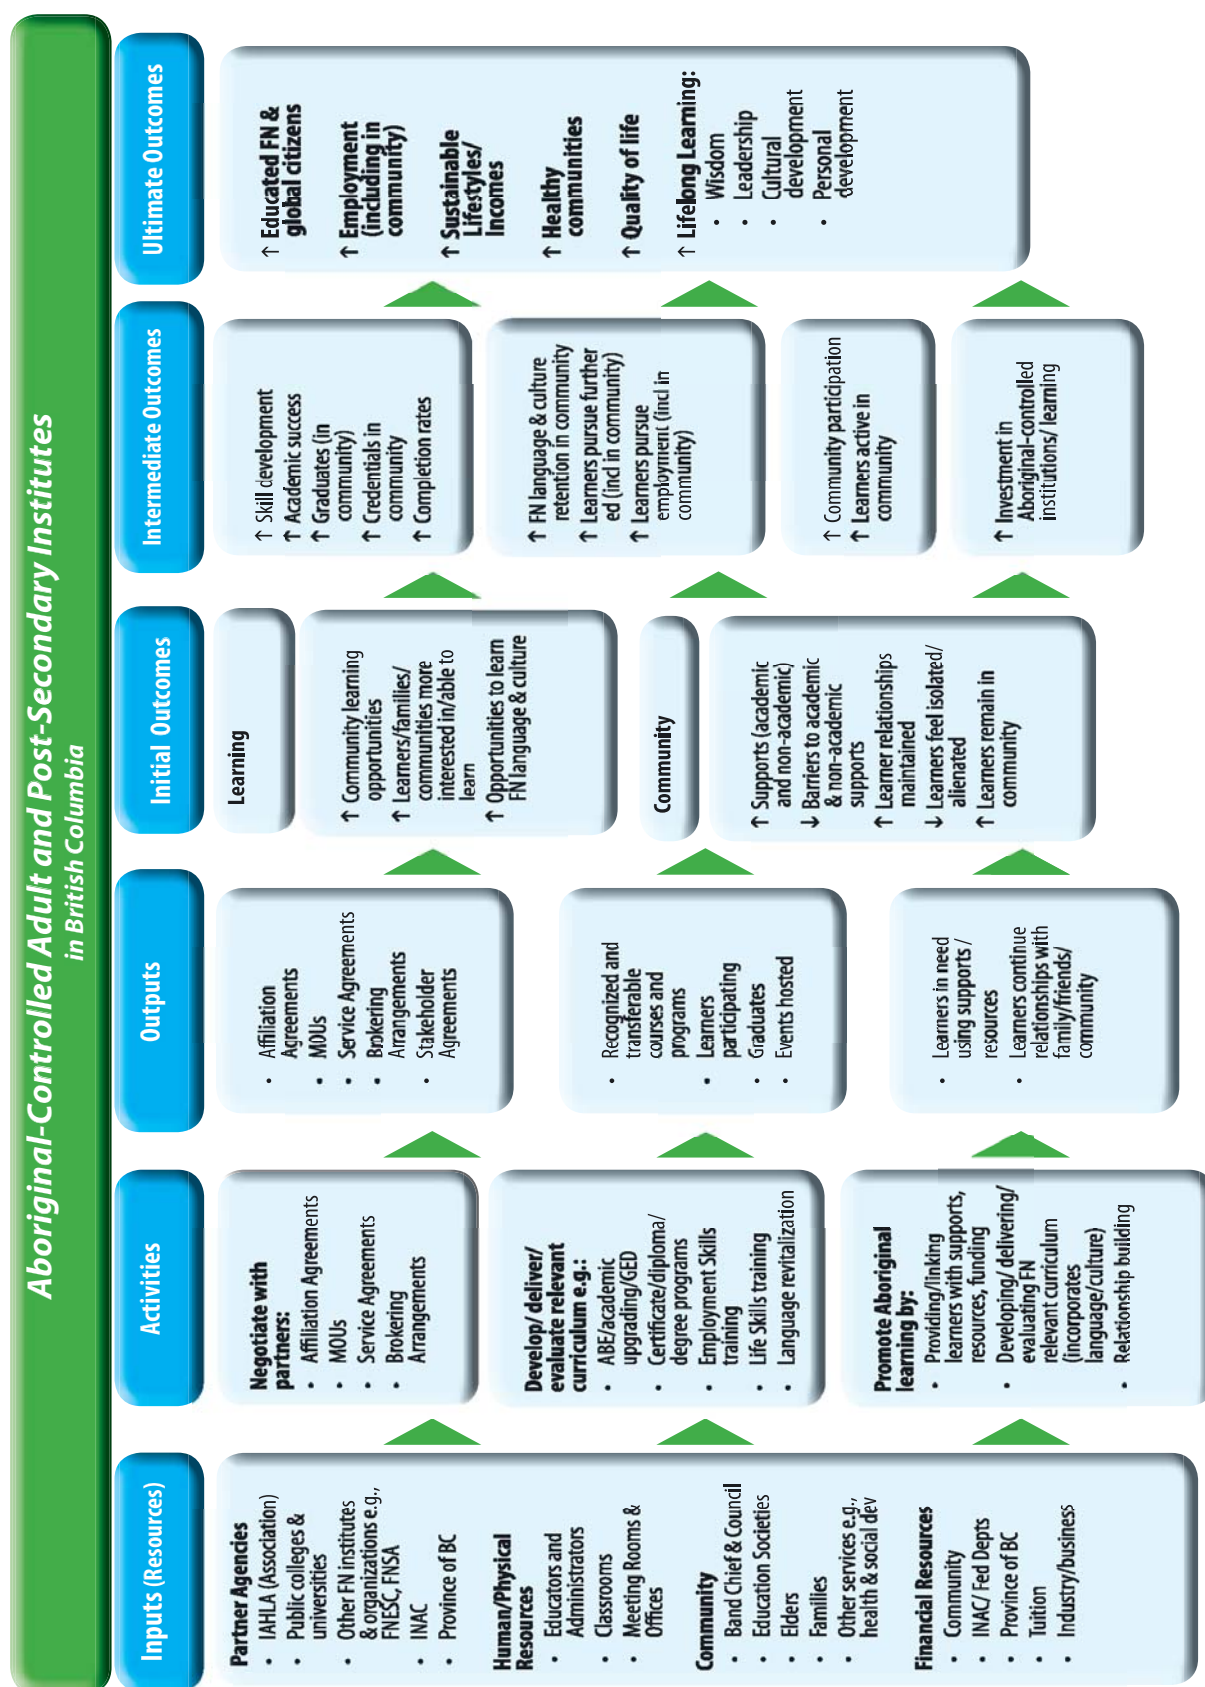 Aboriginal-Controlled Adult and Post-Secondary Institutes
in British Columbia
Inputs (Resources)
Partner Agencies
• IAHLA (Association)
• Public colleges &
universities
• Other FN institutes
& organizations e.g.,
FNESC, FNSA
• INAC
• Province of BC
Human/Physical
Resources
• Educators and
Administrators
• Classrooms
• Meeting Rooms &
Offices
Community
• Band Chief & Council
• Education Societies
• Elders
• Families
• Other services e.g.,
health & social dev
Financial Resources
• Community
• INAC/ Fed Depts
• Province of BC
• Tuition
• Industry/business
Activities
Negotiate with
partners:
• Affiliation Agreements
• MOUs
• Service Agreements
• Brokering
Arrangements
Develop/ deliver/
evaluate relevant
curriculum e.g.:
• ABE/academic
upgrading/GED
• Certificate/diploma/
degree programs
• Employment Skills
training
• Life Skills training
• Language revitalization
Promote Aboriginal
learning by:
• Providing/linking
learners with supports,
resources, funding
• Developing/ delivering/
evaluating FN
relevant curriculum
(incorporates
language/culture)
• Relationship building
Outputs
• Affiliation
Agreements
• MOUs
• Service Agreements
• Brokering
Arrangements
• Stakeholder
Agreements
• Recognized and
transferable
courses and
programs
• Learners
participating
• Graduates
• Events hosted
• Learners in need
using supports /
resources
• Learners continue
relationships with
family/friends/
community
Initial Outcomes
Learning
↑ Community learning
opportunities
↑ Learners/families/
communities more
interested in/able to
learn
↑ Opportunities to learn
FN language & culture
Community
↑ Supports (academic
and non-academic)
↓ Barriers to academic
& non-academic
supports
↑ Learner relationships
maintained
↓ Learners feel isolated/
alienated
↑ Learners remain in
community
Intermediate Outcomes
↑ Skill development
↑ Academic success
↑ Graduates (in
community)
↑ Credentials in
community
↑ Completion rates
↑ FN language & culture
retention in community
↑ Learners pursue further
ed (incl in community)
↑ Learners pursue
employment (incl in
community)
↑ Community participation
↑ Learners active in
community
↑ Investment in
Aboriginal-controlled
institutions/ learning
Ultimate Outcomes
↑ Educated FN &
global citizens
↑ Employment
(including in
community)
↑ Sustainable
Lifestyles/
Incomes
↑ Healthy
communities
↑ Quality of life
↑ Lifelong Learning:
• Wisdom
• Leadership
• Cultural
development
• Personal
development